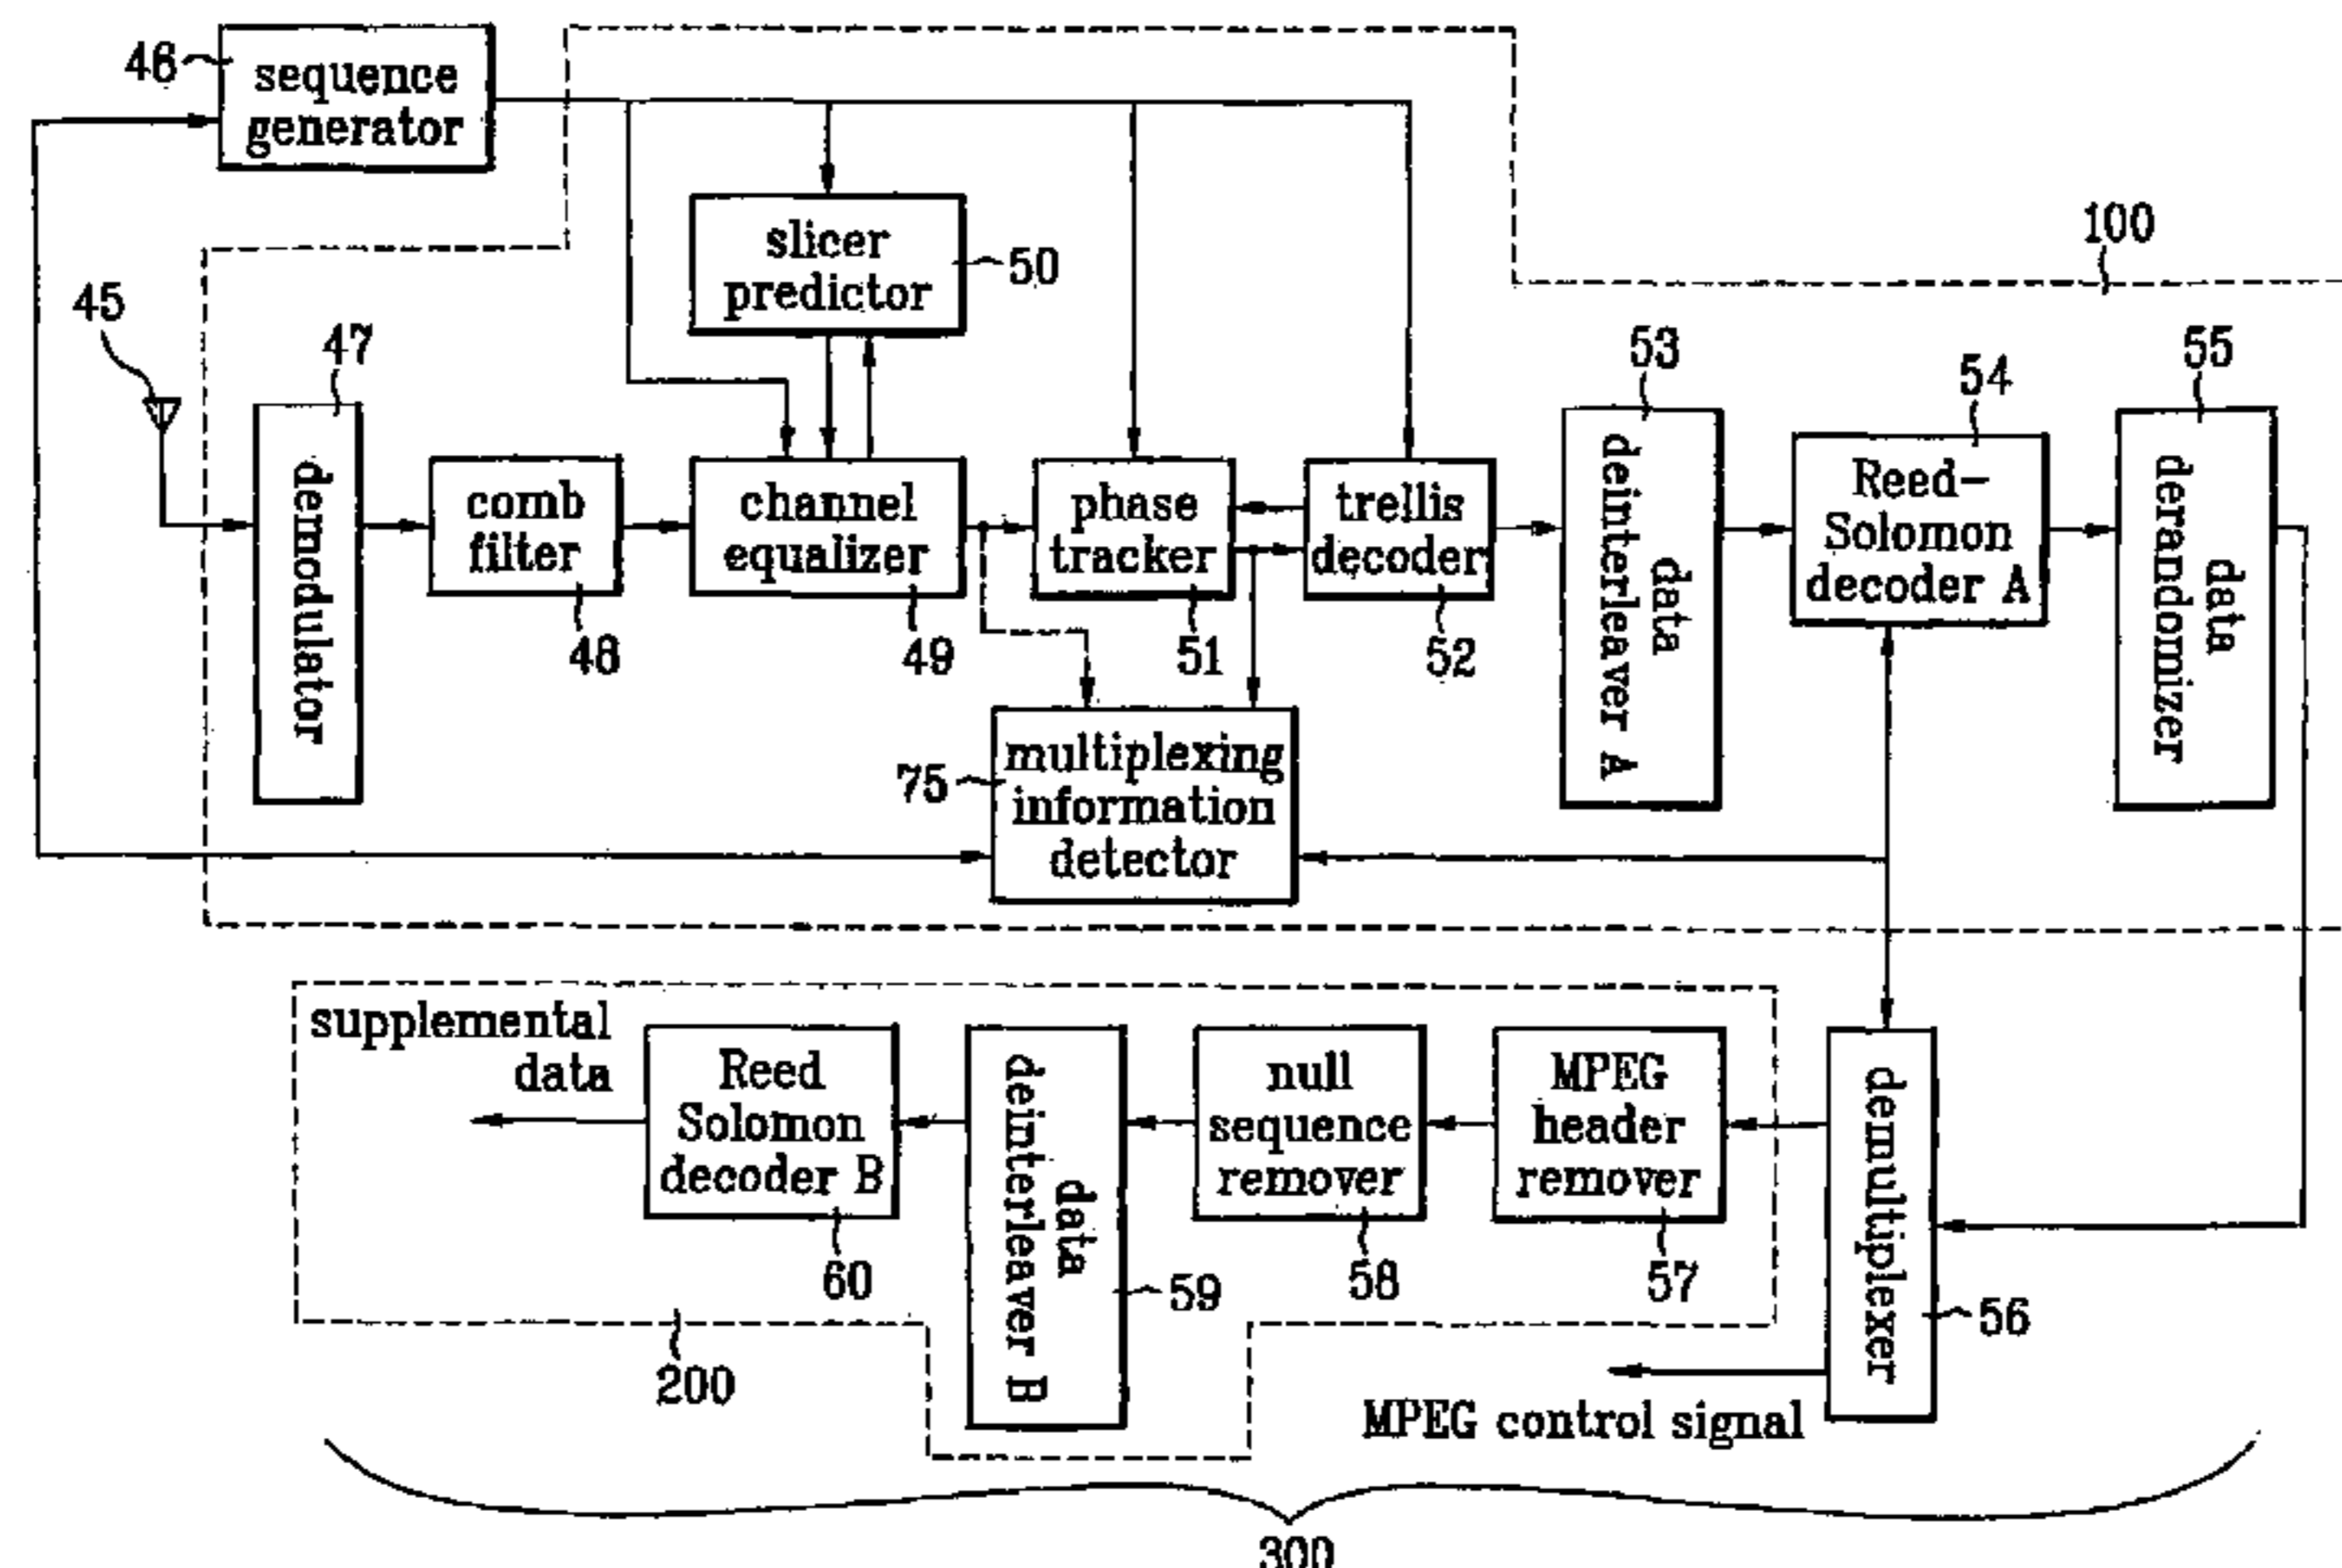 46
sequence
generator
slicer
predictor
50
100
45
47
53
54
55
demodulator
comb
filter
48
channel
equalizer
49
phase
tracker
51
trellis
decoder
52
data
deinterleaver A
Reed-
Solomon
decoder A
data
derandomizer
75
multiplexing
information
detector
supplemental
data
Reed
Solomon
decoder B
60
data
deinterleaver B
59
null
sequence
remover
58
MPEG
header
remover
57
demultiplexer
56
200
MPEG control signal
300